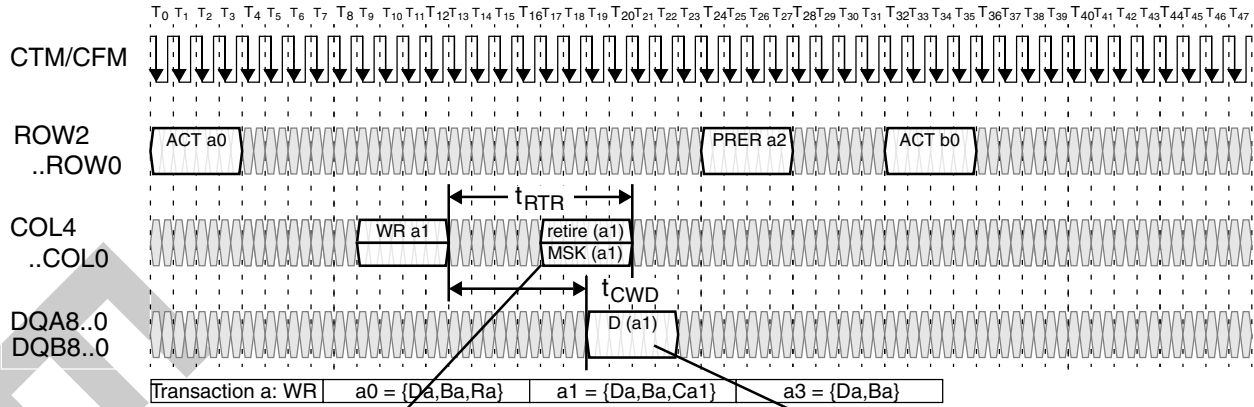 T0 T1 T2 T3 T4 T5 T6 T7 T8 T9 T10 T11 T12 T13 T14 T15 T16 T17 T18 T19 T20 T21 T22 T23 T24 T25 T26 T27 T28 T29 T30 T31 T32 T33 T34 T35 T36 T37 T38 T39 T40 T41 T42 T43 T44 T45 T46 T47
CTM/CFM
ROW2
..ROW0
ACT a0
PRER a2
ACT b0
tRTR
COL4
..COL0
WR a1
retire (a1)
MSK (a1)
tCWD
DQA8..0
DQB8..0
D (a1)
Transaction a: WR
a0 = {Da,Ba,Ra}
a1 = {Da,Ba,Ca1}
a3 = {Da,Ba}